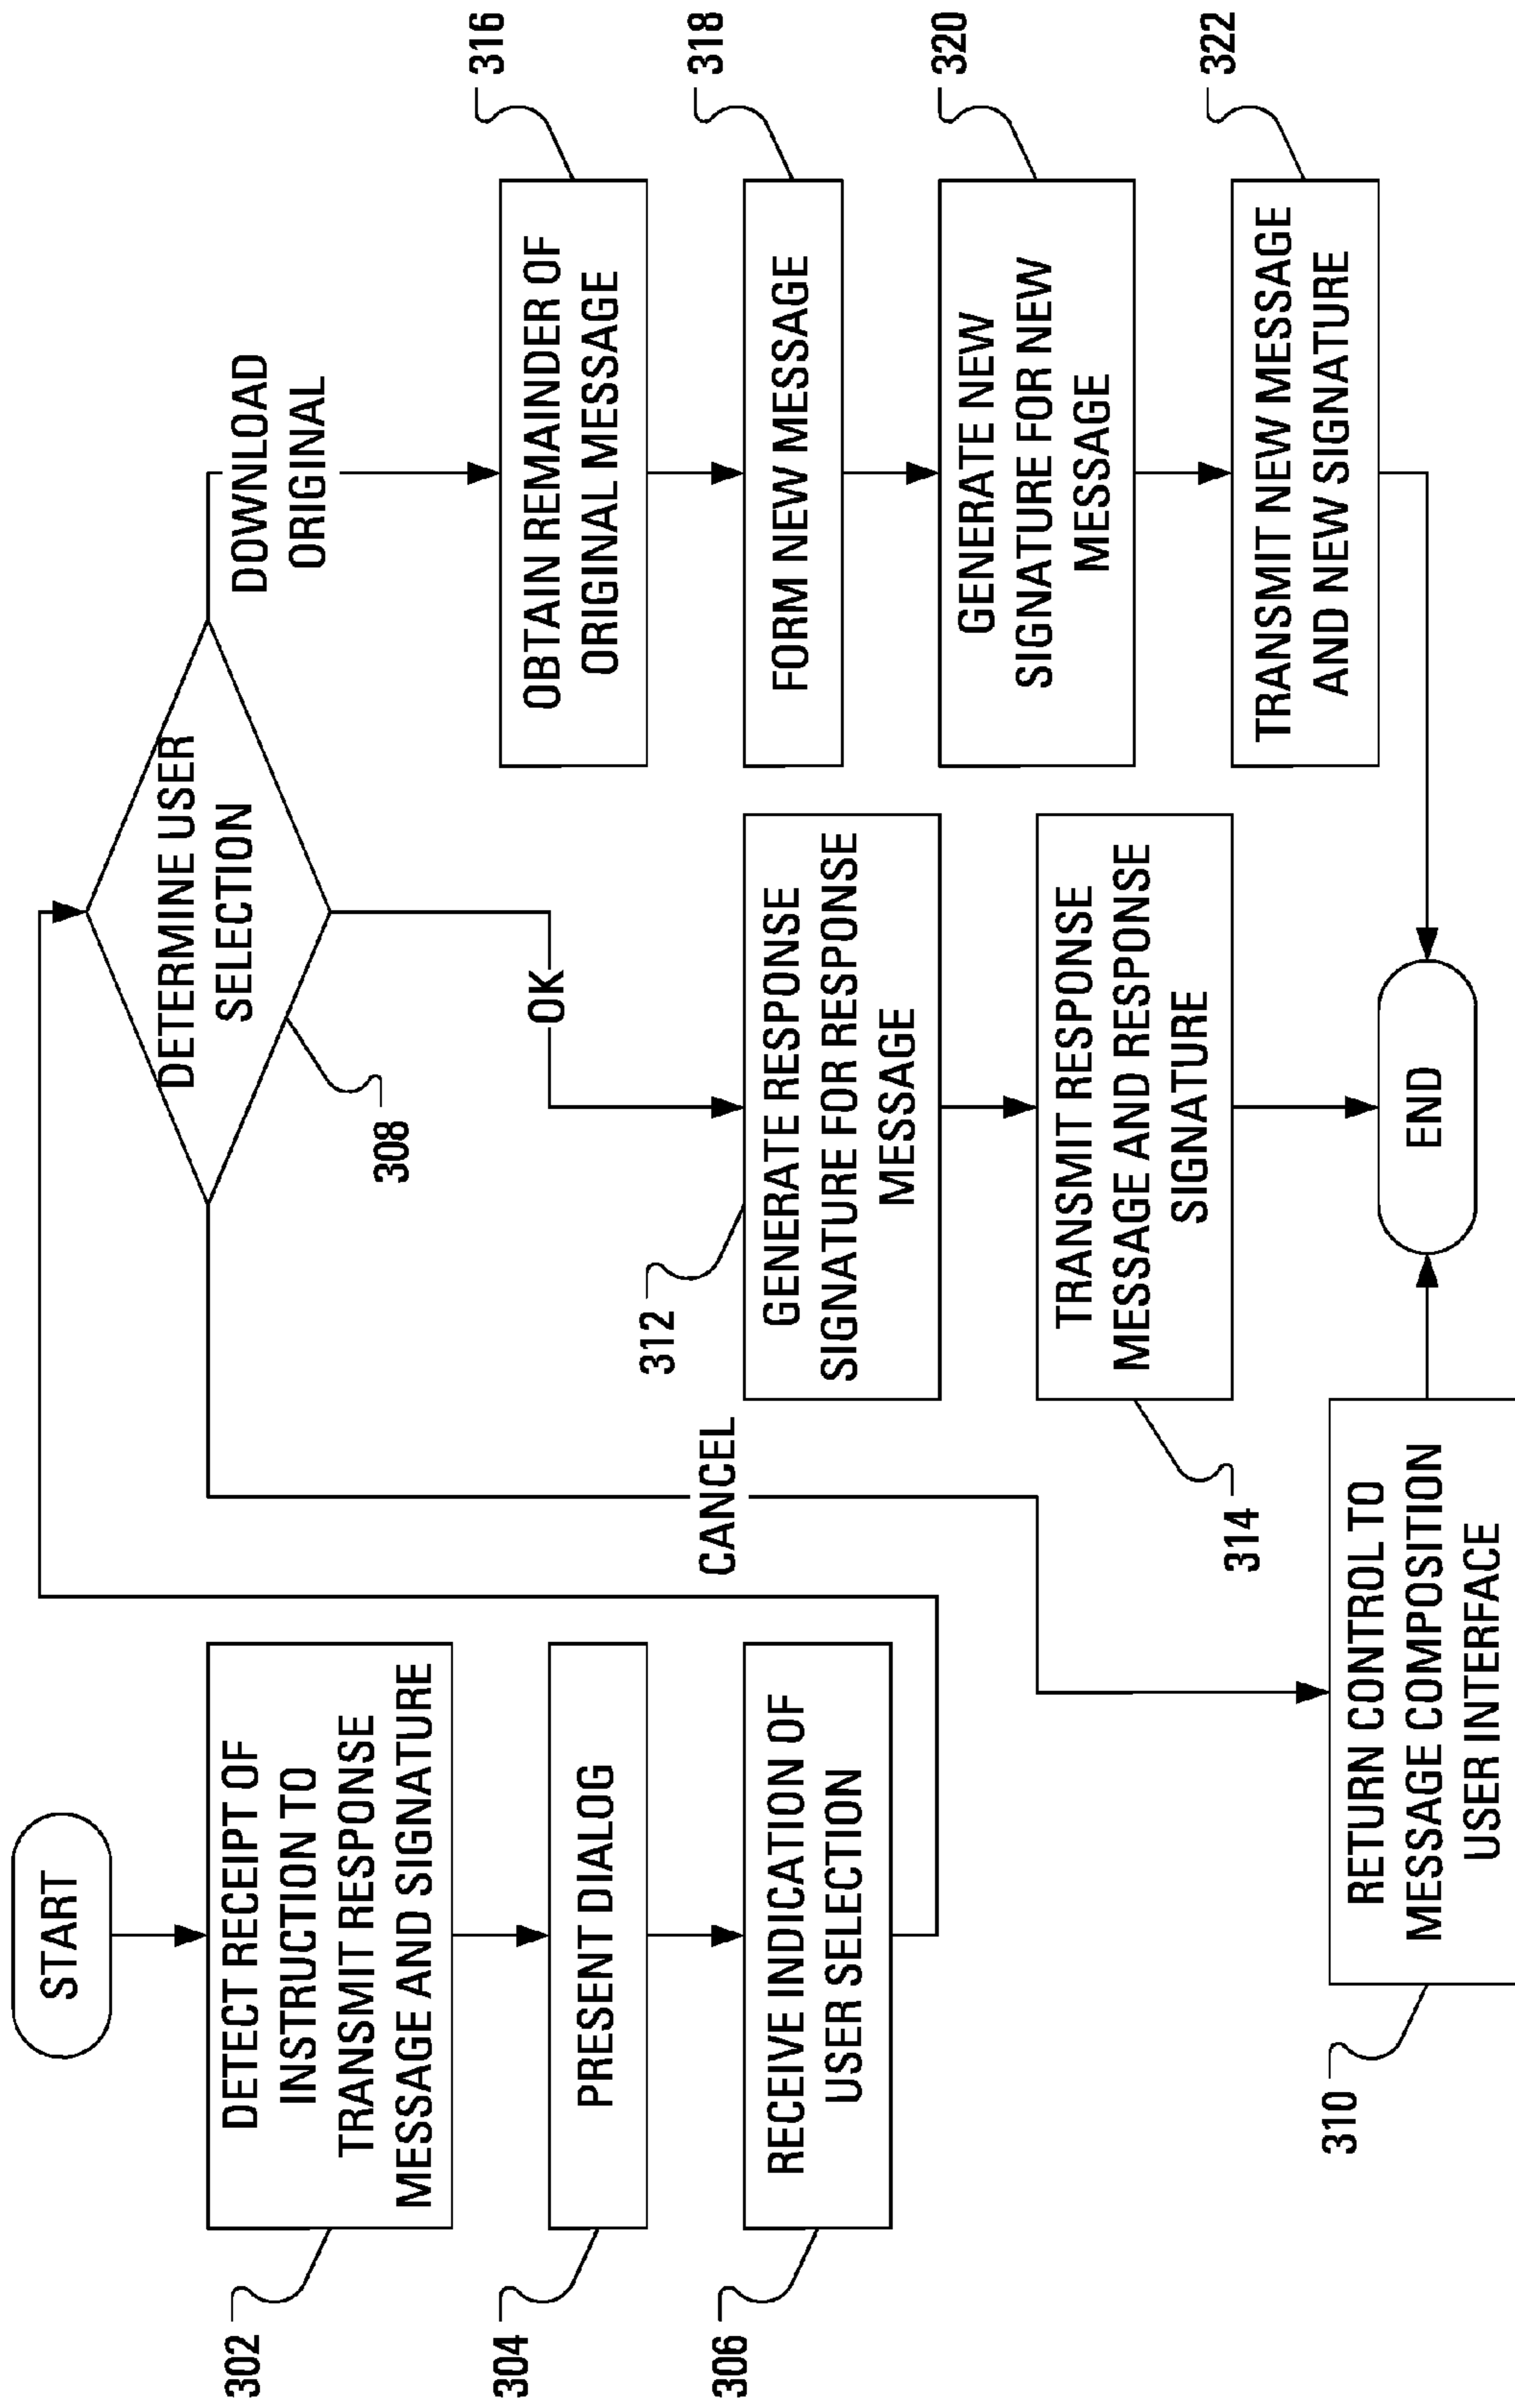 START
302
DETECT RECEIPT OF
INSTRUCTION TO
TRANSMIT RESPONSE
MESSAGE AND SIGNATURE
304
PRESENT DIALOG
306
RECEIVE INDICATION OF
USER SELECTION
DETERMINE USER
SELECTION
308
CANCEL
310
RETURN CONTROL TO
MESSAGE COMPOSITION
USER INTERFACE
OK
312
GENERATE RESPONSE
SIGNATURE FOR RESPONSE
MESSAGE
314
TRANSMIT RESPONSE
MESSAGE AND RESPONSE
SIGNATURE
DOWNLOAD
ORIGINAL
316
OBTAIN REMAINDER OF
ORIGINAL MESSAGE
318
FORM NEW MESSAGE
320
GENERATE NEW
SIGNATURE FOR NEW
MESSAGE
322
TRANSMIT NEW MESSAGE
AND NEW SIGNATURE
END